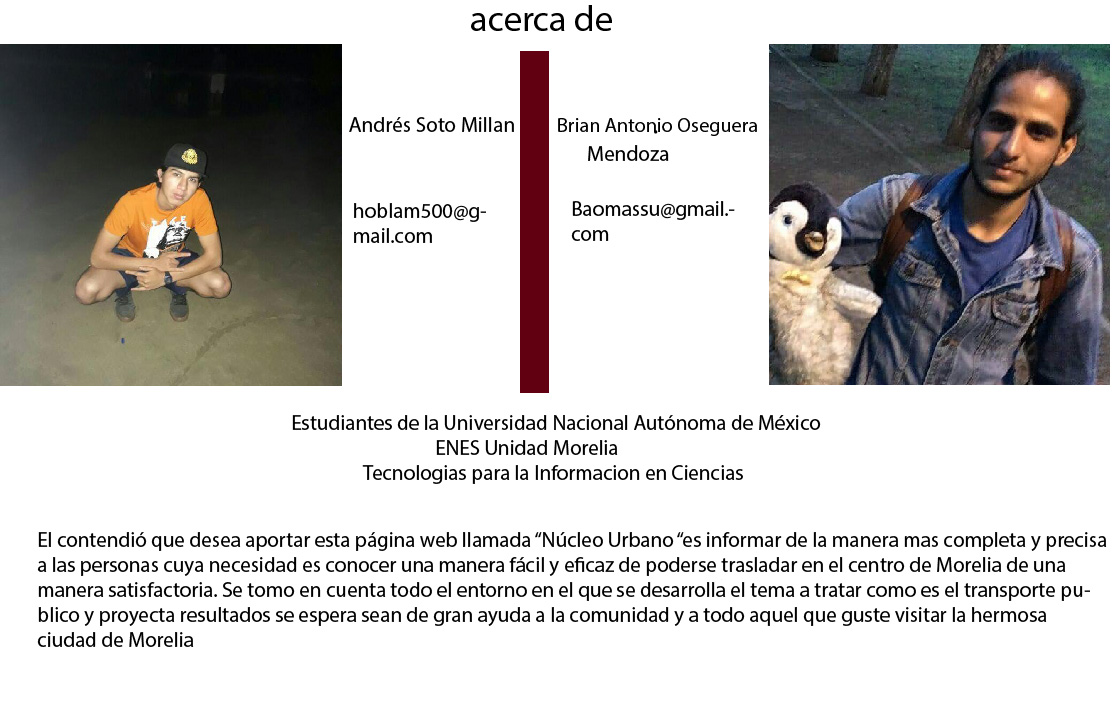 acerca de
Andrés Soto Millan
hoblam500@g-
mail.com
Brian Antonio Oseguera
Mendoza
Baomassu@gmail.-
com
Estudiantes de la Universidad Nacional Autónoma de México
ENES Unidad Morelia
Tecnologias para la Informacion en Ciencias
El contendió que desea aportar esta página web llamada “Núcleo Urbano “es informar de la manera mas completa y precisa
a las personas cuya necesidad es conocer una manera fácil y eficaz de poderse trasladar en el centro de Morelia de una
manera satisfactoria. Se tomo en cuenta todo el entorno en el que se desarrolla el tema a tratar como es el transporte pu-
blico y proyecta resultados se espera sean de gran ayuda a la comunidad y a todo aquel que guste visitar la hermosa
ciudad de Morelia